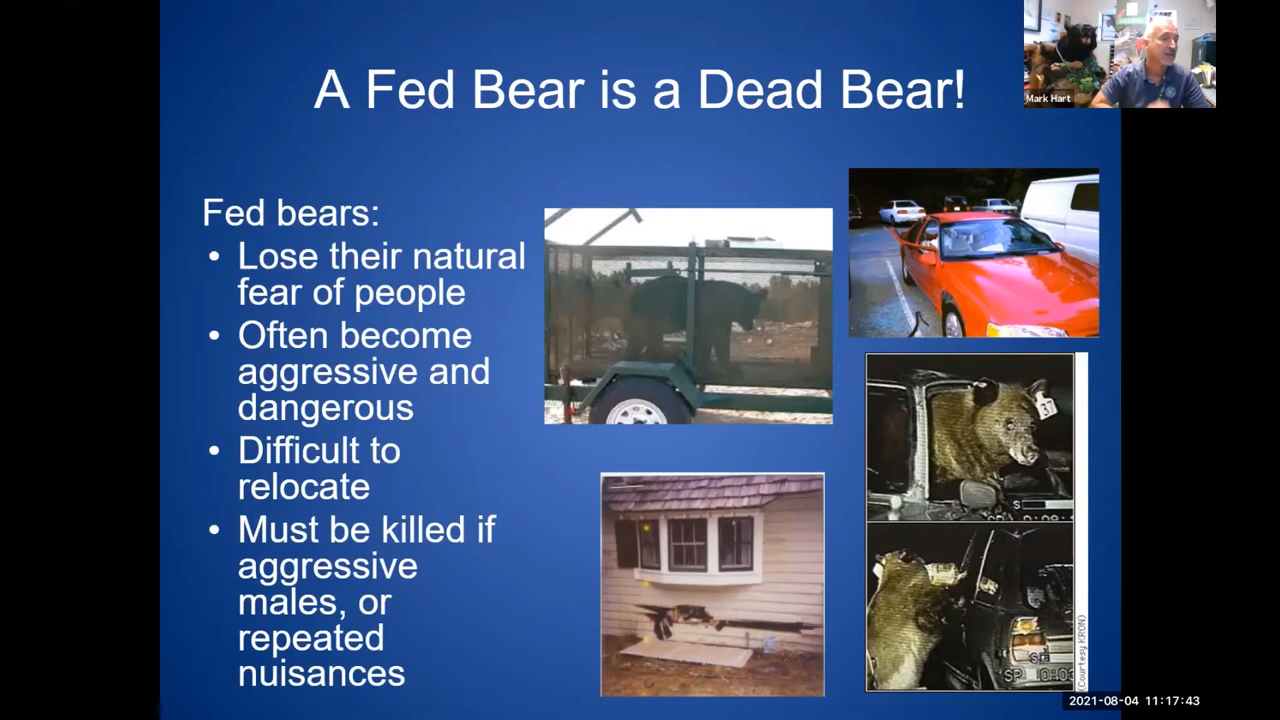 A Fed Bear is a Dead Bear!
Mark Hart
Fed bears:
• Lose their natural
fear of people
• Often become
aggressive and
dangerous
• Difficult to
relocate
• Must be killed if
aggressive
males, or
repeated
nuisances
37
(Courtesy KRON)
2021-08-04 11:17:43